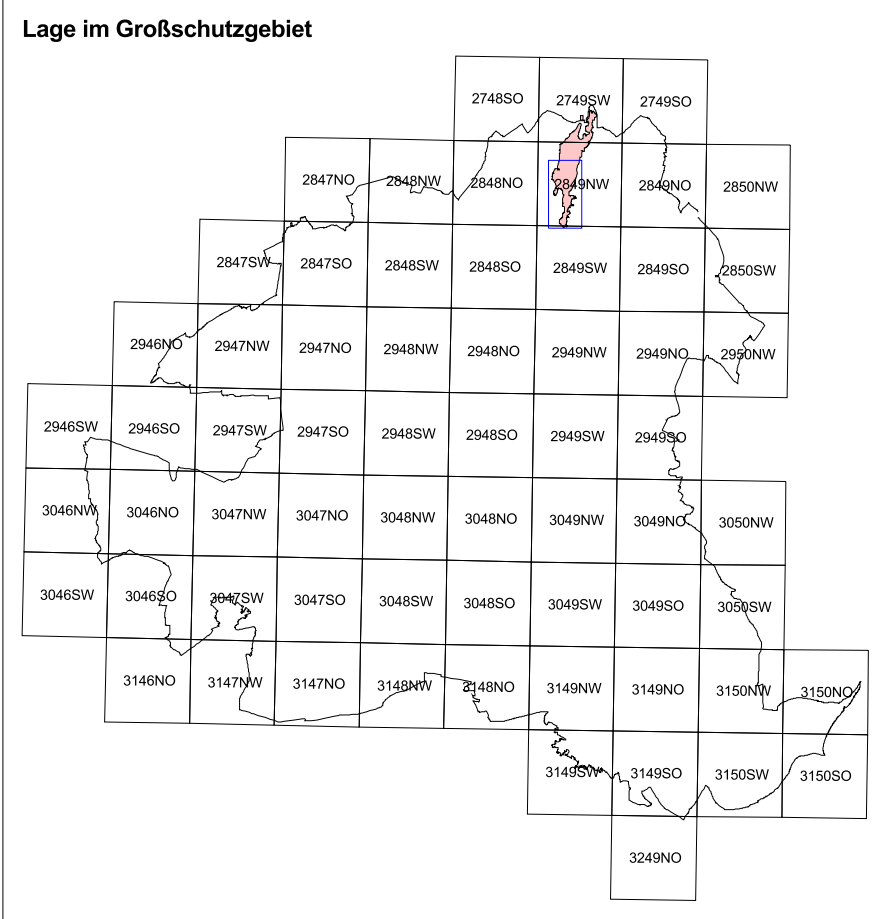 Lage im Großschutzgebiet
2748SO 2749SW 2749SO
2847NO 2848NW 2848NO 2849NW 2849NO 2850NW
2847SW 2847SO 2848SW 2848SO 2849SW 2849SO 2850SW
2946NO 2947NW 2947NO 2948NW 2948NO 2949NW 2949NO 2950NW
2946SW 2946SO 2947SW 2947SO 2948SW 2948SO 2949SW 2949SO
3046NW 3046NO 3047NW 3047NO 3048NW 3048NO 3049NW 3049NO 3050NW
3046SW 3046SO 3047SW 3047SO 3048SW 3048SO 3049SW 3049SO 3050SW
3146NO 3147NW 3147NO 3148NW 3148NO 3149NW 3149NO 3150NW 3150NO
3149SW 3149SO 3150SW 3150SO
3249NO